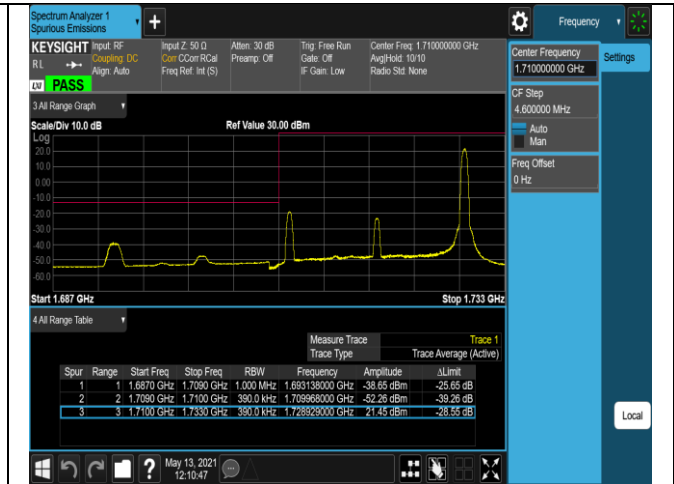 Spectrum Analyzer 1
Spurious Emissions
Frequency
KEYSIGHT
RL
Input: RF
Coupling: DC
Align: Auto
Input Z: 50 Ω
Corr CCorr RCal
Freq Ref: Int (S)
Atten: 30 dB
Preamp: Off
Trig: Free Run
Gate: Off
IF Gain: Low
Center Freq: 1.710000000 GHz
Avg|Hold: 10/10
Radio Std: None
LXI PASS
Center Frequency
1.710000000 GHz
Settings
CF Step
4.600000 MHz
Auto
Man
Freq Offset
0 Hz
3 All Range Graph
Scale/Div 10.0 dB
Ref Value 30.00 dBm
Log
20.0
10.0
0.00
-10.0
-20.0
-30.0
-40.0
-50.0
-60.0
Start 1.687 GHz
Stop 1.733 GHz
4 All Range Table
Measure Trace Trace 1
Trace Type Trace Average (Active)
Spur Range Start Freq Stop Freq RBW Frequency Amplitude ΔLimit
1 1 1.6870 GHz 1.7090 GHz 1.000 MHz 1.693138000 GHz -38.65 dBm -25.65 dB
2 2 1.7090 GHz 1.7100 GHz 390.0 kHz 1.709968000 GHz -52.26 dBm -39.26 dB
3 3 1.7100 GHz 1.7330 GHz 390.0 kHz 1.728929000 GHz 21.45 dBm -28.55 dB
Local
?
May 13, 2021
12:10:47